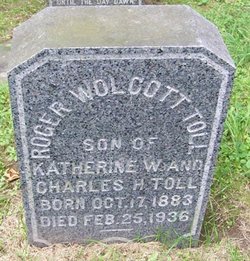 UNTIL THE DAY DAWN
ROGER WOLCOTT TOLL
SON OF
KATHERINE W. AND
CHARLES H. TOLL
BORN OCT. 17. 1883
DIED FEB. 25. 1936